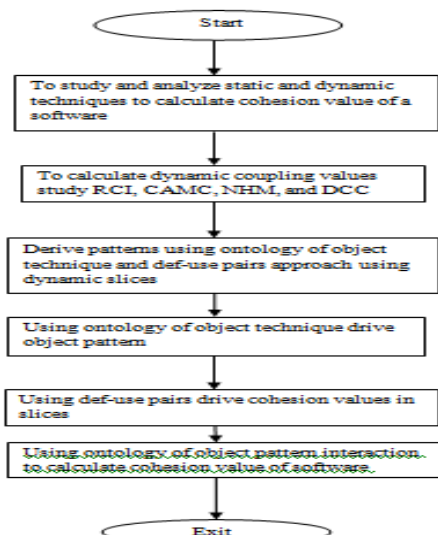 Start
To study and analyze static and dynamic
techniques to calculate cohesion value of a
software
To calculate dynamic coupling values
study RCI, CAMC, NHM, and DCC
Derive patterns using ontology of object
technique and def-use pairs approach using
dynamic slices
Using ontology of object technique drive
object pattern
Using def-use pairs drive cohesion values in
slices
Using ontology of object pattern interaction
to calculate cohesion value of software.
Exit